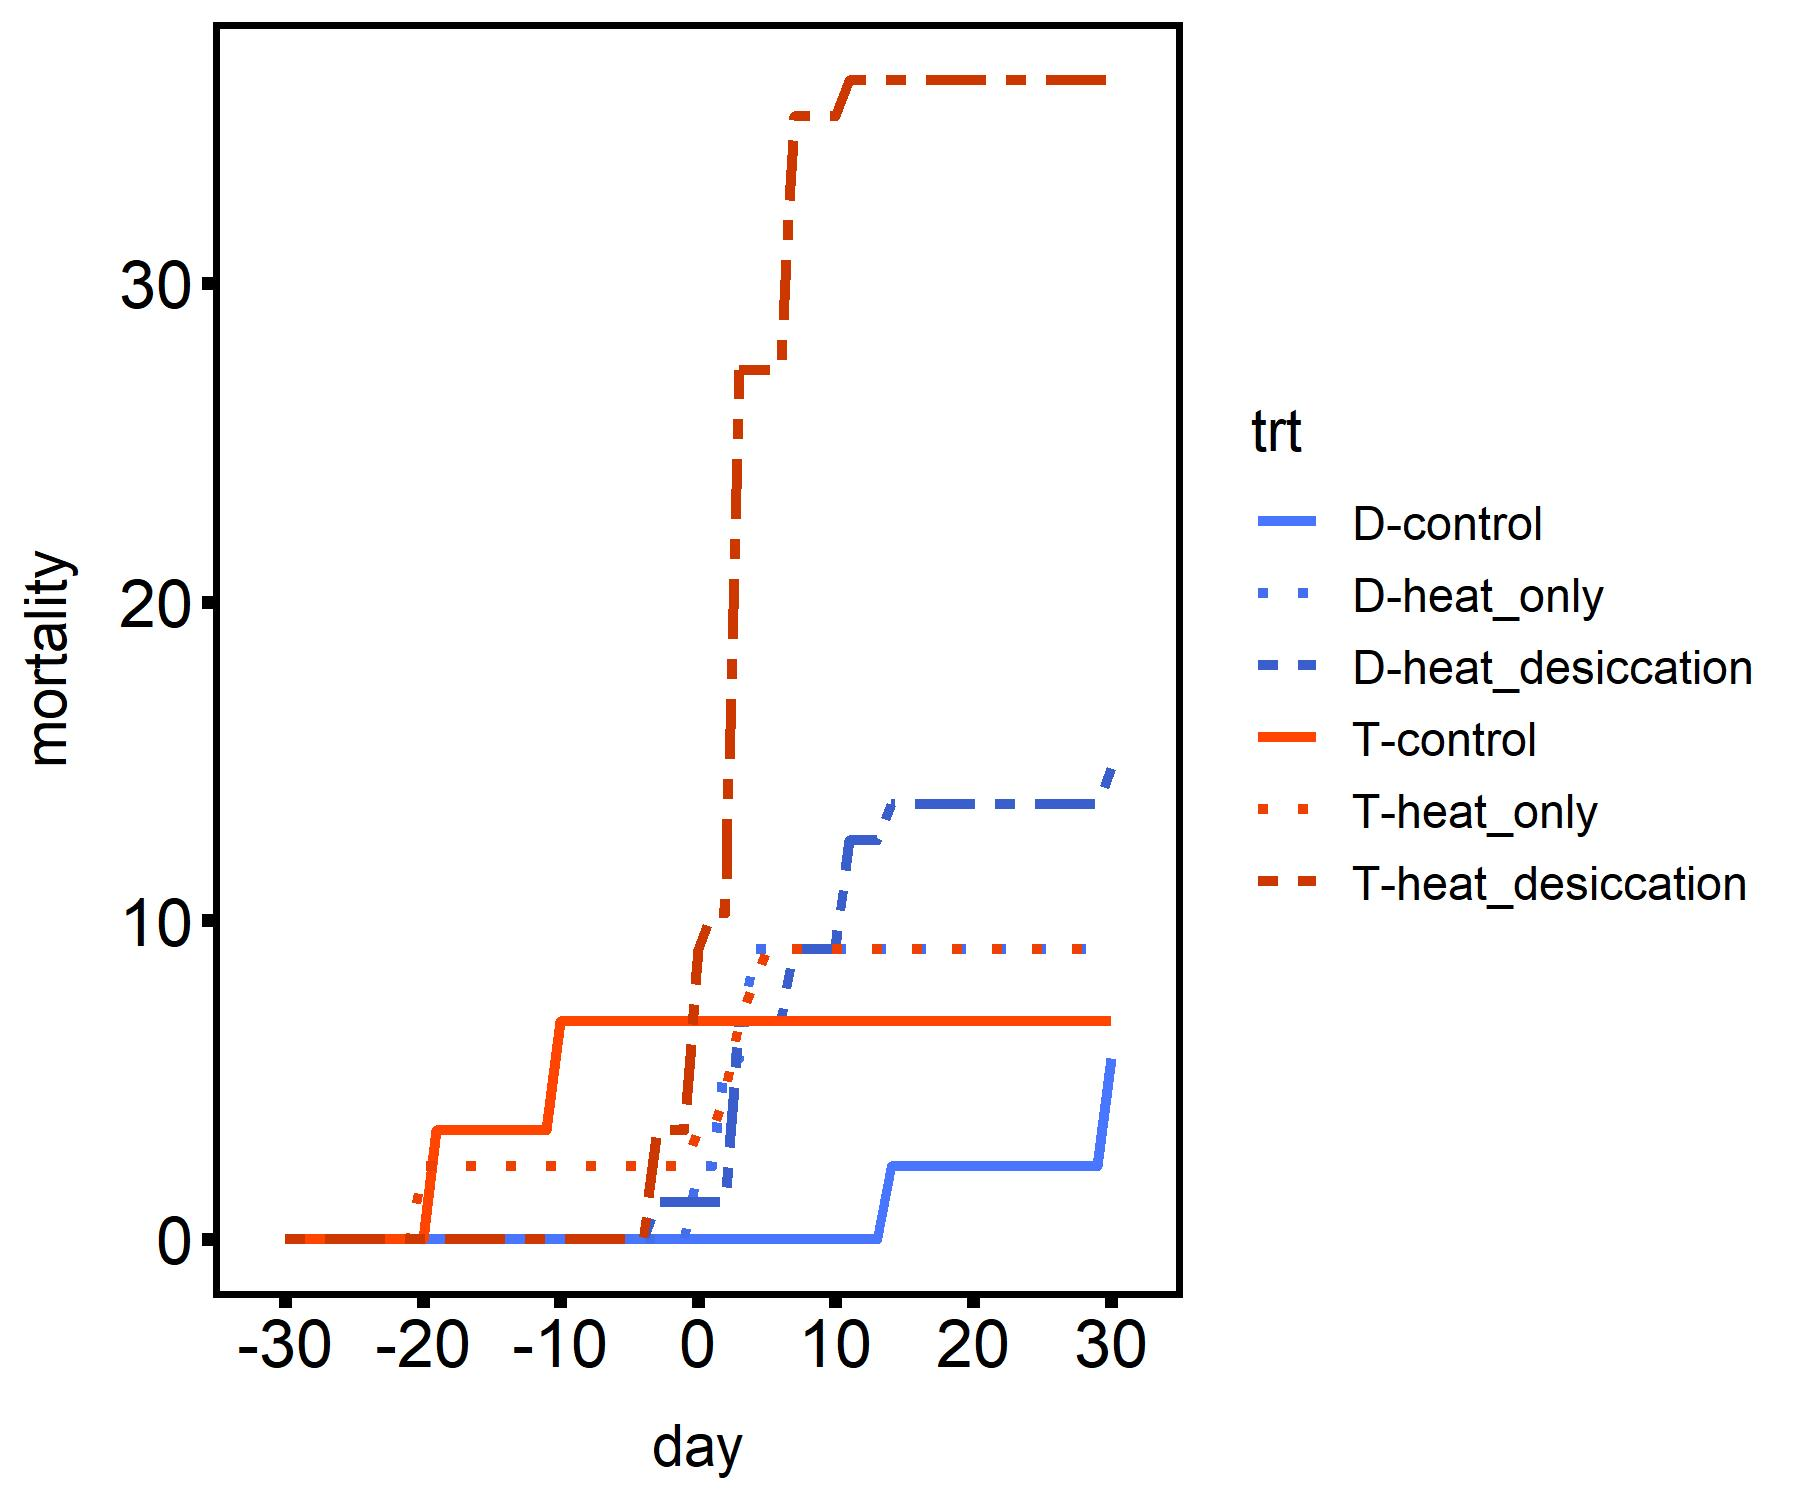 mortality
30
20
10
0
-30 -20 -10 0 10 20 30
day
trt
D-control
D-heat_only
D-heat_desiccation
T-control
T-heat_only
T-heat_desiccation